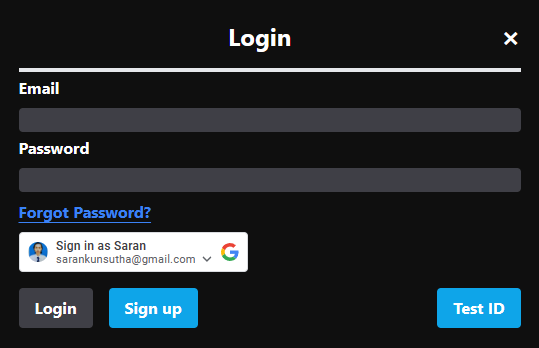 Login
Email
Password
Forgot Password?
Sign in as Saran
sarankunsutha@gmail.com
Login Sign up Test ID